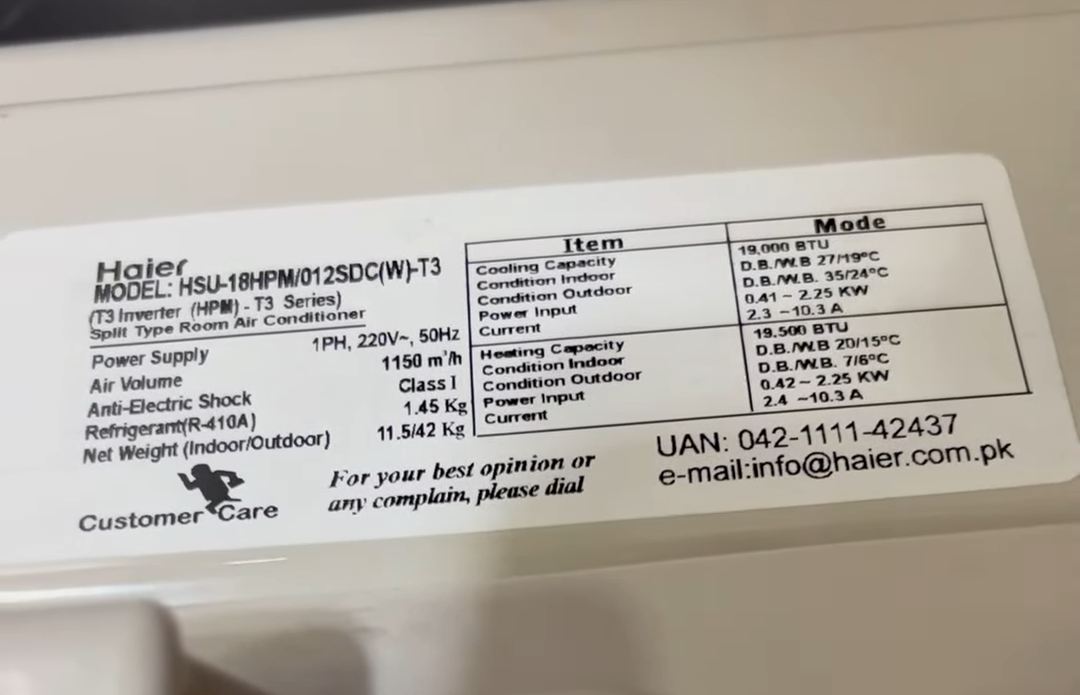 Haier
MODEL: HSU-18HPM/012SDC(W)-T3
(T3 Inverter (HPM) - T3 Series)
Split Type Room Air Conditioner
Power Supply 1PH, 220V~, 50Hz
Air Volume 1150 m³/h
Anti-Electric Shock Class I
Refrigerant(R-410A) 1.45 Kg
Net Weight (Indoor/Outdoor) 11.5/42 Kg
Item Mode
Cooling Capacity 19,000 BTU
Condition Indoor D.B./W.B 27/19°C
Condition Outdoor D.B./W.B. 35/24°C
Power Input 0.41 ~ 2.25 KW
Current 2.3 ~10.3 A
Heating Capacity 19.500 BTU
Condition Indoor D.B./W.B 20/15°C
Condition Outdoor D.B./W.B. 7/6°C
Power Input 0.42 ~ 2.25 KW
Current 2.4 ~10.3 A
Customer Care
For your best opinion or
any complain, please dial
UAN: 042-1111-42437
e-mail:info@haier.com.pk